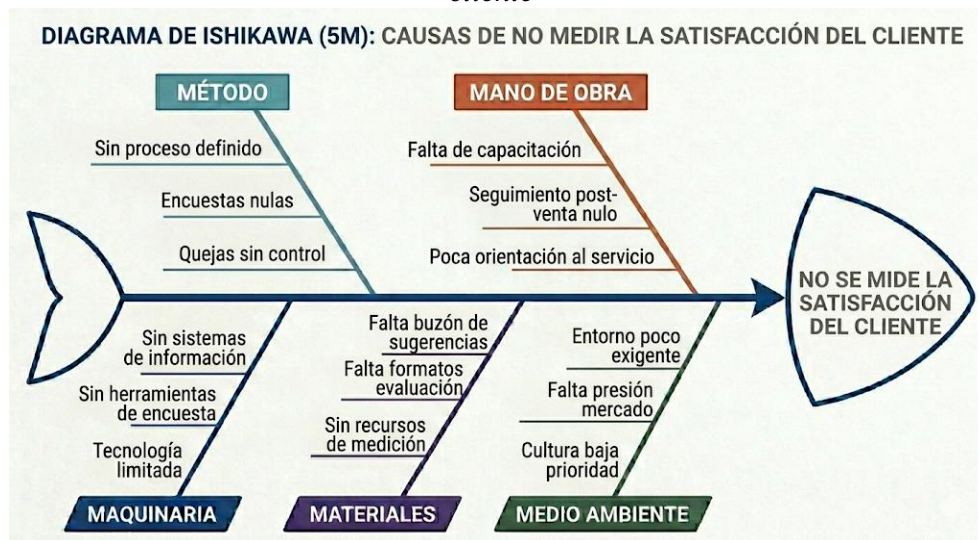 cliente
DIAGRAMA DE ISHIKAWA (5M): CAUSAS DE NO MEDIR LA SATISFACCIÓN DEL CLIENTE
MÉTODO
Sin proceso definido
Encuestas nulas
Quejas sin control
MANO DE OBRA
Falta de capacitación
Seguimiento post-
venta nulo
Poca orientación al servicio
NO SE MIDE LA
SATISFACCIÓN
DEL CLIENTE
Sin sistemas
de información
Sin herramientas
de encuesta
Tecnología
limitada
MAQUINARIA
Falta buzón de
sugerencias
Falta formatos
evaluación
Sin recursos
de medición
MATERIALES
Entorno poco
exigente
Falta presión
mercado
Cultura baja
prioridad
MEDIO AMBIENTE